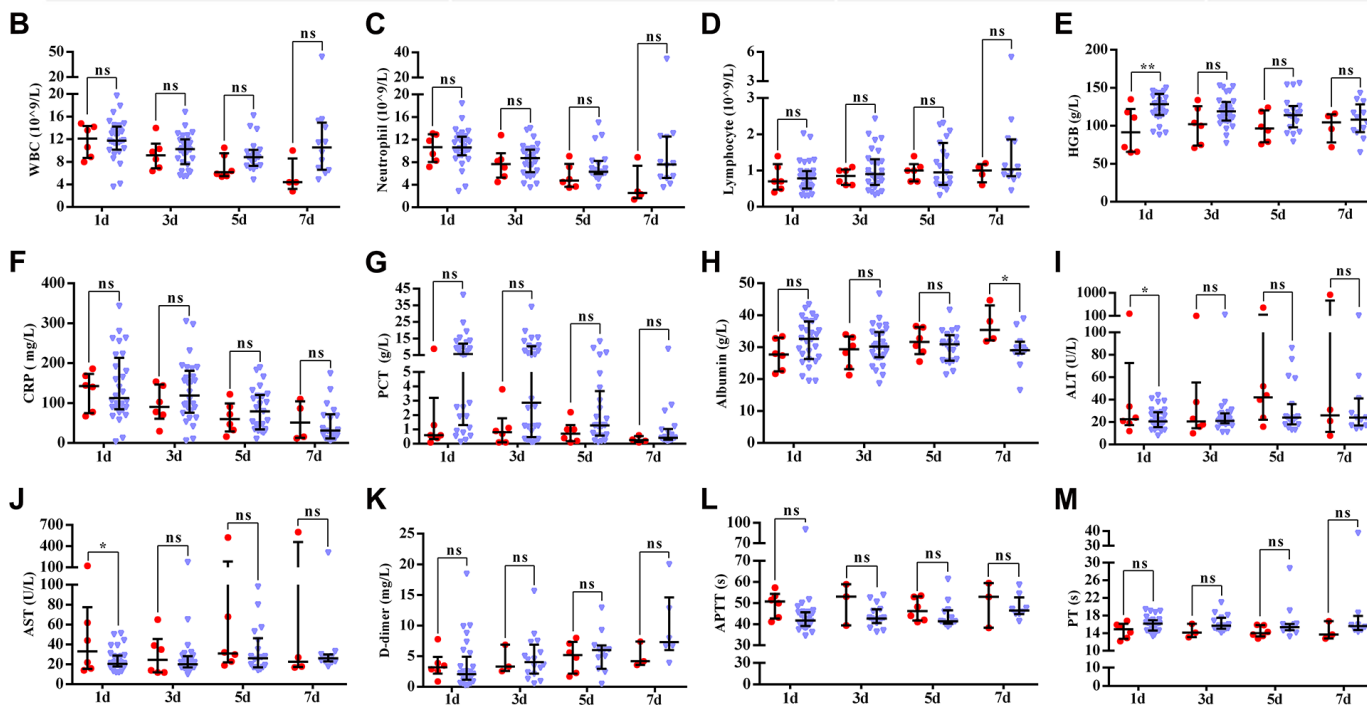 B
WBC (10^9/L)
50
20
20
16
12
8
4
0
ns
ns
ns
ns
1d 3d 5d 7d
C
Neutrophil (10^9/L)
40
20
20
16
12
8
4
0
ns
ns
ns
ns
1d 3d 5d 7d
D
Lymphocyte (10^9/L)
6
4
3
2
1
0
ns
ns
ns
ns
1d 3d 5d 7d
E
HGB (g/L)
200
150
100
50
0
**
ns
ns
ns
1d 3d 5d 7d
F
CRP ( mg/L)
400
300
200
100
0
ns
ns
ns
ns
1d 3d 5d 7d
G
PCT (g/L)
45
35
25
15
5
5
4
3
2
1
0
ns
ns
ns
ns
1d 3d 5d 7d
H
Albumin (g/L)
50
40
30
20
10
0
ns
ns
ns
*
1d 3d 5d 7d
I
ALT (U/L)
1000
100
100
80
60
40
20
0
*
ns
ns
ns
1d 3d 5d 7d
J
AST (U/L)
700
400
100
100
80
60
40
20
0
*
ns
ns
ns
1d 3d 5d 7d
K
D-dimer (mg/L)
25
20
15
10
5
0
ns
ns
ns
ns
1d 3d 5d 7d
L
APTT (s)
100
80
70
60
50
40
30
30
0
ns
ns
ns
ns
1d 3d 5d 7d
M
PT (s)
40
30
30
26
22
18
14
10
10
0
ns
ns
ns
ns
1d 3d 5d 7d